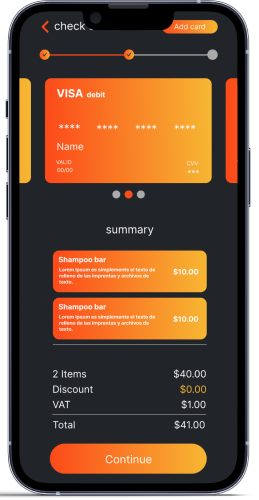 check
Add card
VISA debit
**** **** **** ****
Name
VALID
00/00
CVV
***
summary
Shampoo bar
Lorem Ipsum es simplemente el texto de
relleno de las imprentas y archivos de
texto.
$10.00
Shampoo bar
Lorem Ipsum es simplemente el texto de
relleno de las imprentas y archivos de
texto.
$10.00
2 Items $40.00
Discount $0.00
VAT $1.00
Total $41.00
Continue